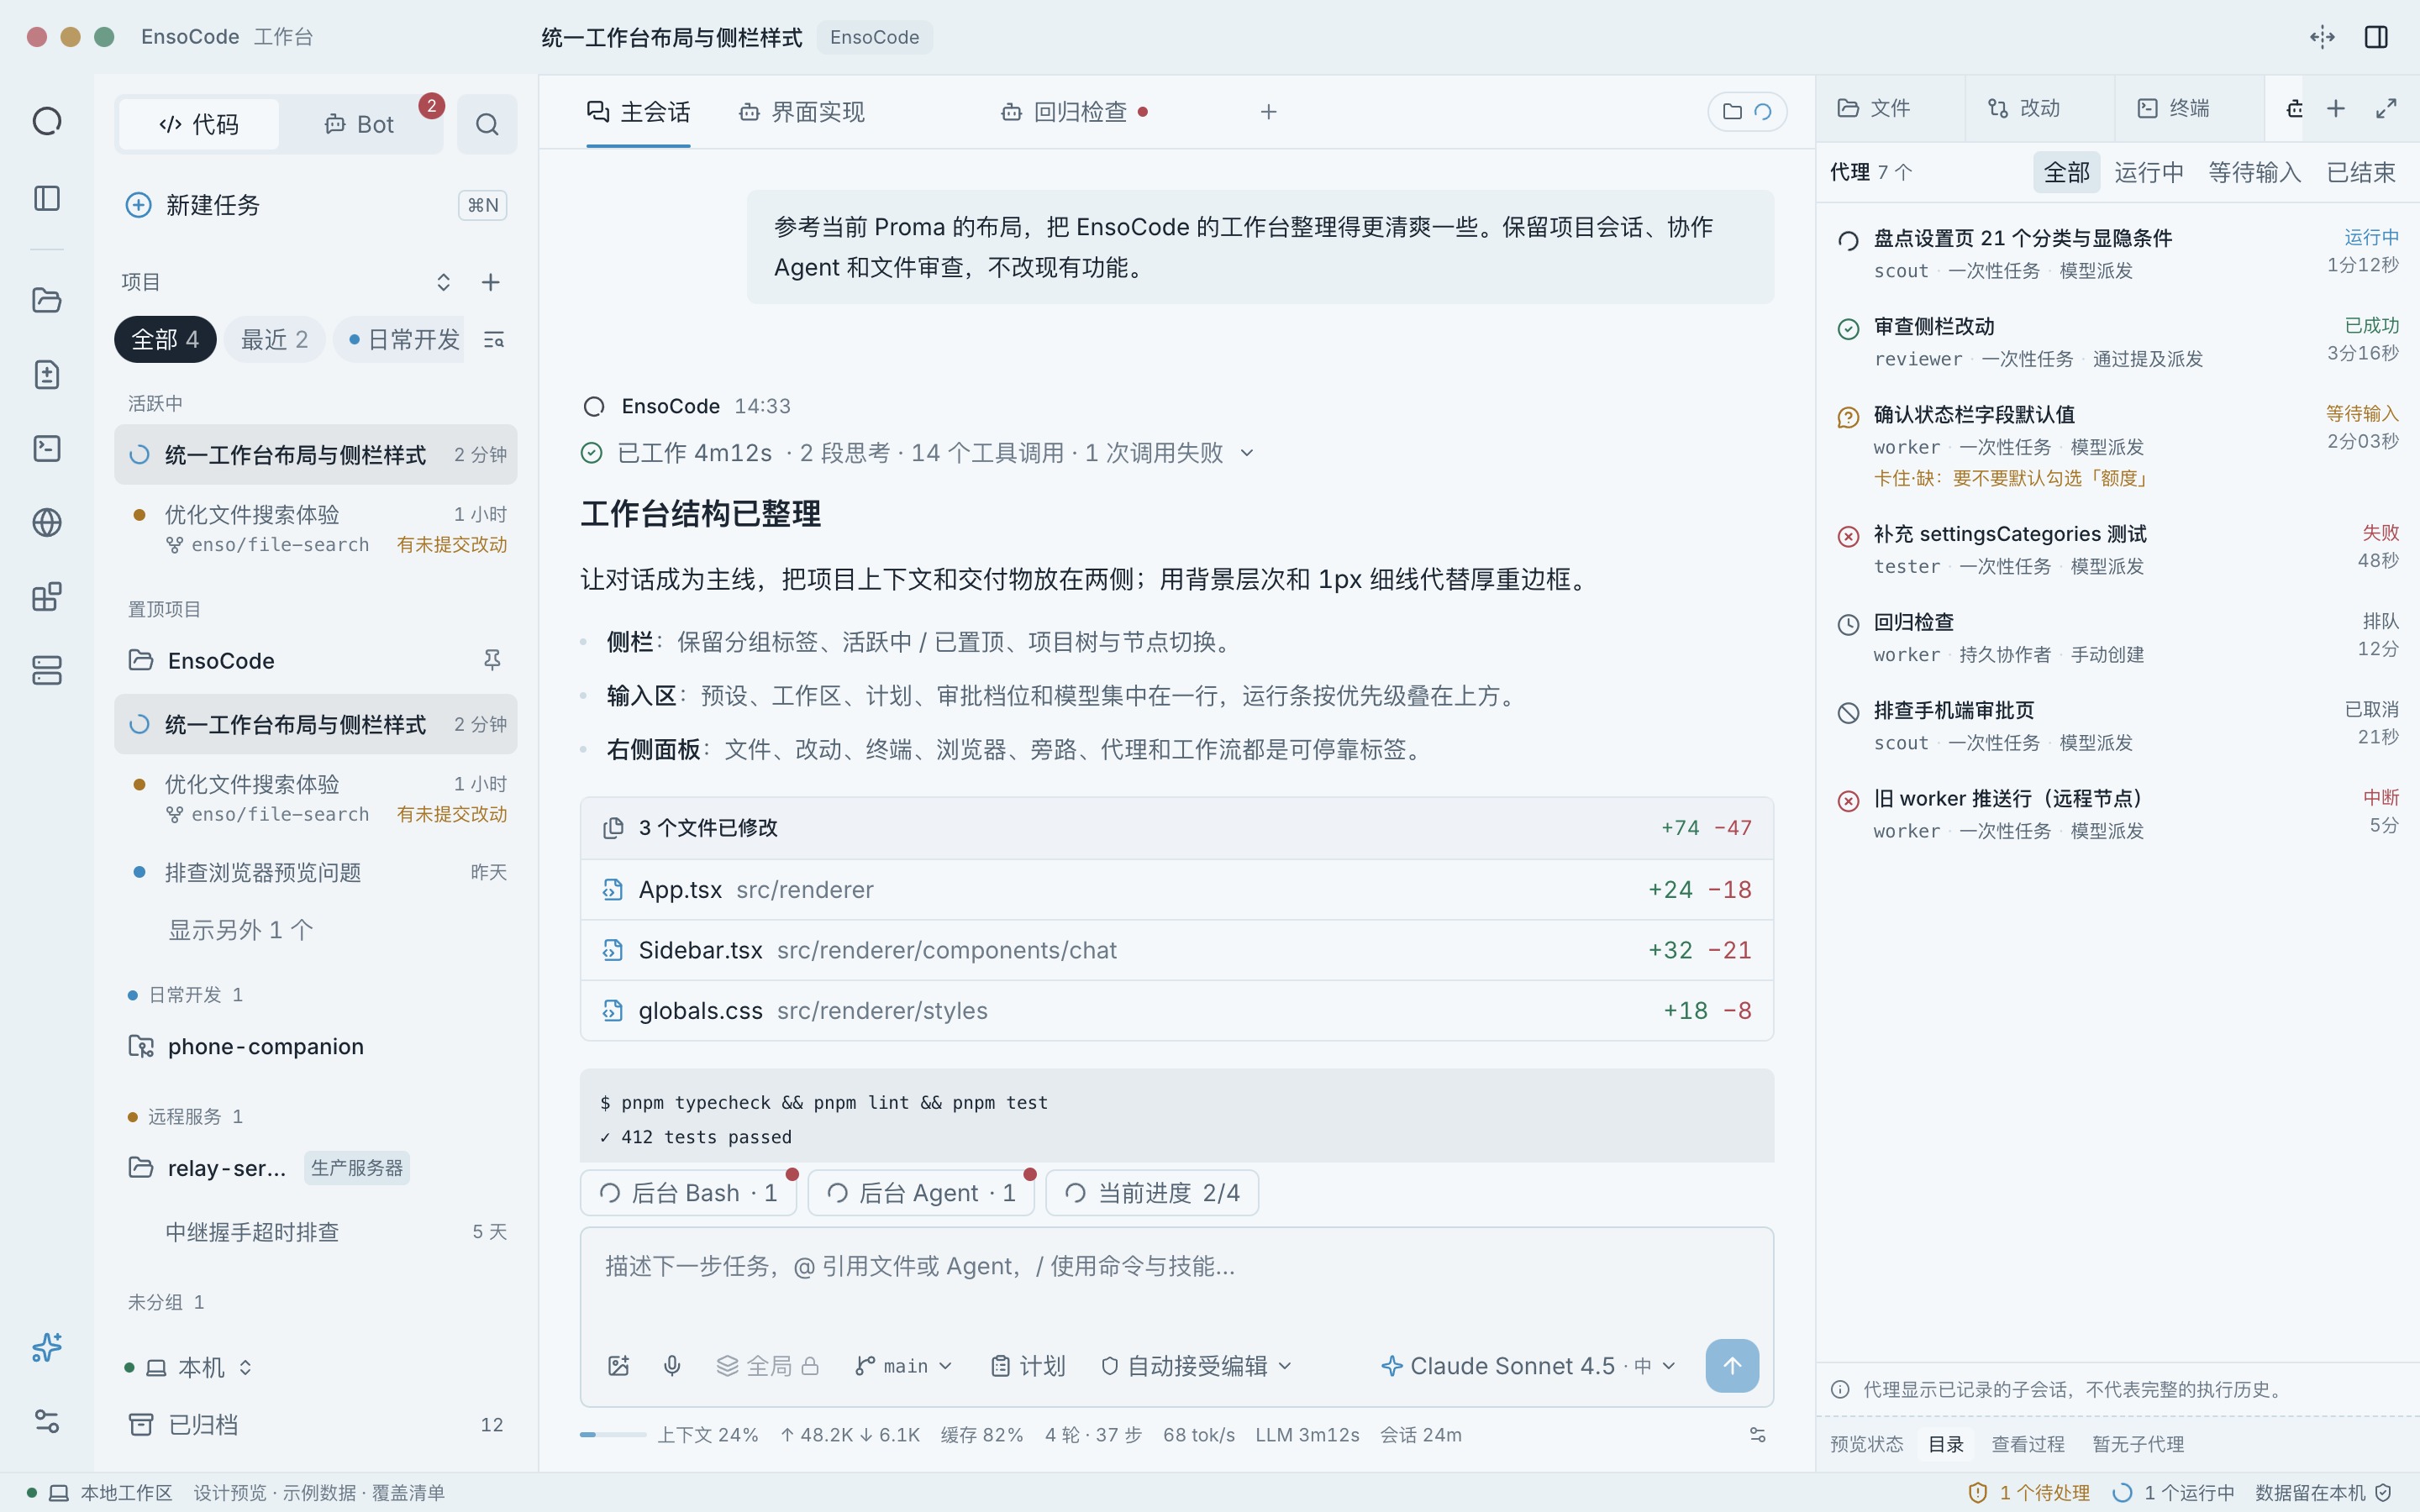 EnsoCode 工作台
统一工作台布局与侧栏样式 EnsoCode
代码
Bot
2
新建任务 ⌘N
项目
全部 4 最近 2 日常开发
活跃中
统一工作台布局与侧栏样式 2 分钟
优化文件搜索体验 1 小时
enso/file-search 有未提交改动
置顶项目
EnsoCode
统一工作台布局与侧栏样式 2 分钟
优化文件搜索体验 1 小时
enso/file-search 有未提交改动
排查浏览器预览问题 昨天
显示另外 1 个
日常开发 1
phone-companion
远程服务 1
relay-ser... 生产服务器
中继握手超时排查 5 天
未分组 1
本机
已归档 12
主会话 界面实现 回归检查
参考当前 Proma 的布局，把 EnsoCode 的工作台整理得更清爽一些。保留项目会话、协作
Agent 和文件审查，不改现有功能。
EnsoCode 14:33
已工作 4m12s · 2 段思考 · 14 个工具调用 · 1 次调用失败
工作台结构已整理
让对话成为主线，把项目上下文和交付物放在两侧；用背景层次和 1px 细线代替厚重边框。
• 侧栏：保留分组标签、活跃中 / 已置顶、项目树与节点切换。
• 输入区：预设、工作区、计划、审批档位和模型集中在一行，运行条按优先级叠在上方。
• 右侧面板：文件、改动、终端、浏览器、旁路、代理和工作流都是可停靠标签。
3 个文件已修改 +74 −47
App.tsx src/renderer +24 −18
Sidebar.tsx src/renderer/components/chat +32 −21
globals.css src/renderer/styles +18 −8
$ pnpm typecheck && pnpm lint && pnpm test
✓ 412 tests passed
后台 Bash · 1 后台 Agent · 1 当前进度 2/4
描述下一步任务，@ 引用文件或 Agent，/ 使用命令与技能...
全局 main 计划 自动接受编辑 Claude Sonnet 4.5 · 中
上下文 24% ↑ 48.2K ↓ 6.1K 缓存 82% 4 轮 · 37 步 68 tok/s LLM 3m12s 会话 24m
文件 改动 终端
代理 7 个 全部 运行中 等待输入 已结束
盘点设置页 21 个分类与显隐条件 运行中
scout · 一次性任务 · 模型派发 1分12秒
审查侧栏改动 已成功
reviewer · 一次性任务 · 通过提及派发 3分16秒
确认状态栏字段默认值 等待输入
worker · 一次性任务 · 模型派发 2分03秒
卡住·缺：要不要默认勾选「额度」
补充 settingsCategories 测试 失败
tester · 一次性任务 · 模型派发 48秒
回归检查 排队
worker · 持久协作者 · 手动创建 12分
排查手机端审批页 已取消
scout · 一次性任务 · 模型派发 21秒
旧 worker 推送行（远程节点） 中断
worker · 一次性任务 · 模型派发 5分
代理显示已记录的子会话，不代表完整的执行历史。
预览状态 目录 查看过程 暂无子代理
本地工作区 设计预览 · 示例数据 · 覆盖清单
1 个待处理 1 个运行中 数据留在本机